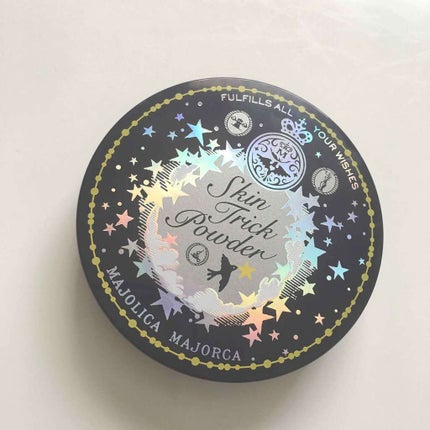 FULFILLS ALL YOUR WISHES
M
Skin
Trick
Powder
MAJOLICA MAJORCA